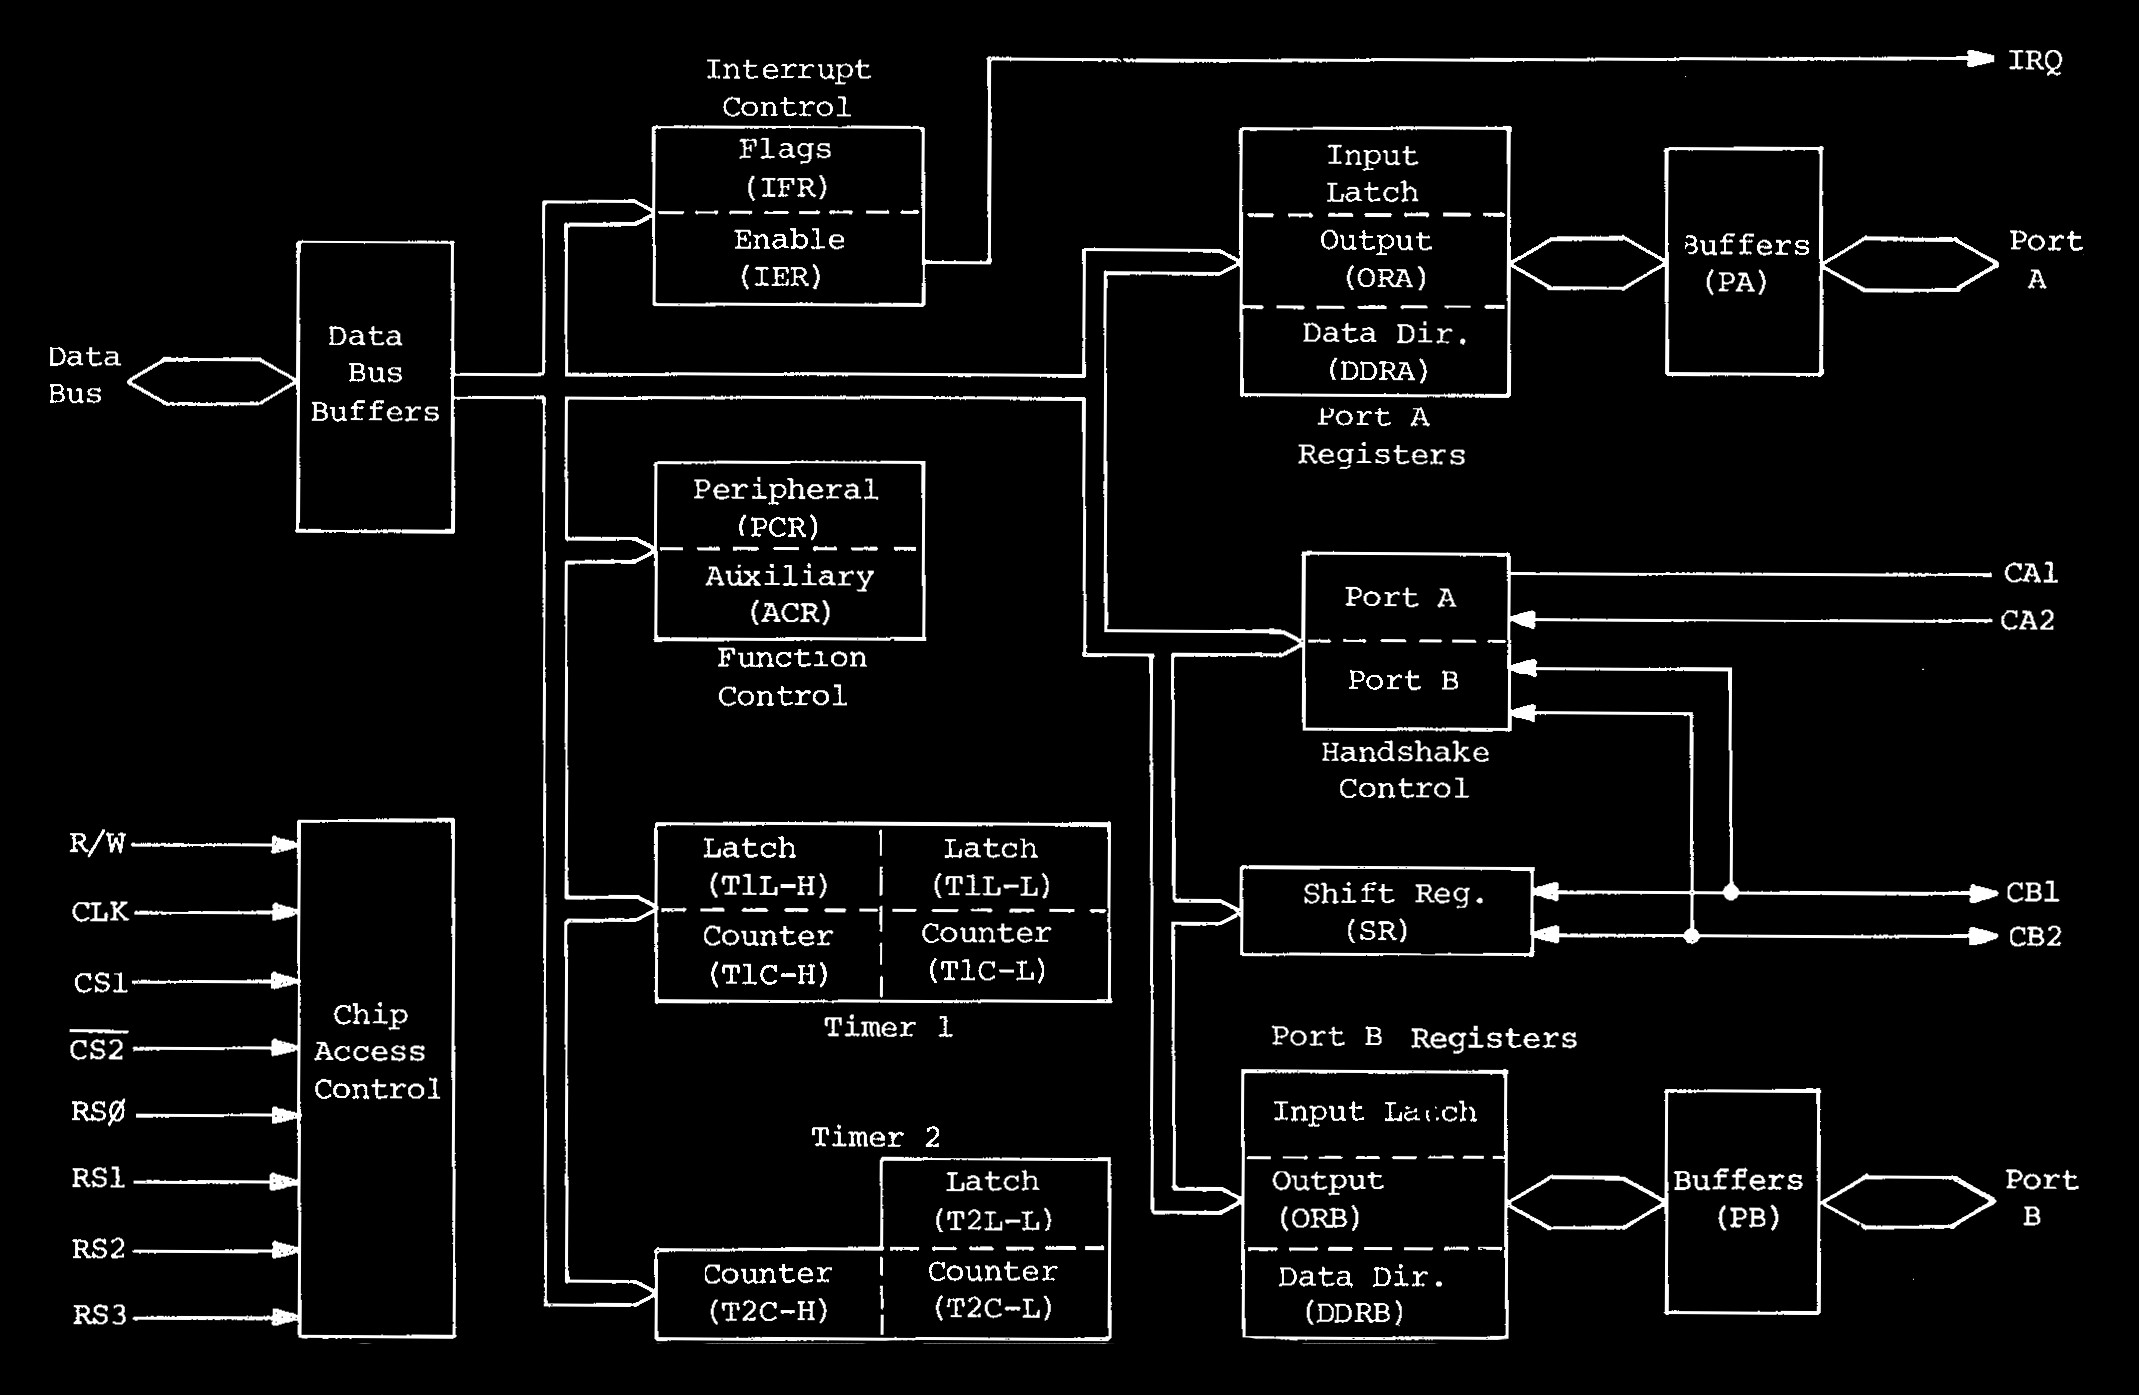 Interrupt
Control
Flags
(IFR)
Enable
(IER)
IRQ
Input
Latch
Output
(ORA)
Data Dir.
(DDRA)
Port A
Registers
Buffers
(PA)
Port
A
Data
Bus
Data
Bus
Buffers
Peripheral
(PCR)
Auxiliary
(ACR)
Function
Control
Port A
Port B
Handshake
Control
CA1
CA2
R/W
CLK
CS1
CS2
RSØ
RS1
RS2
RS3
Chip
Access
Control
Latch
(T1L-H)
Latch
(T1L-L)
Counter
(T1C-H)
Counter
(T1C-L)
Timer 1
Shift Reg.
(SR)
CB1
CB2
Timer 2
Latch
(T2L-L)
Counter
(T2C-H)
Counter
(T2C-L)
Port B Registers
Input Latch
Output
(ORB)
Data Dir.
(DDRB)
Buffers
(PB)
Port
B